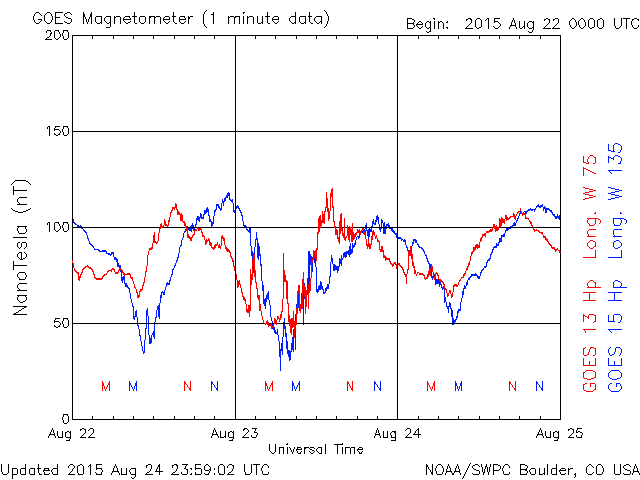 GOES Magnetometer (1 minute data)
Begin: 2015 Aug 22 0000 UTC
200
150
100
50
0
NanoTesla (nT)
M M N N M M N N M M N N
Aug 22 Aug 23 Aug 24 Aug 25
Universal Time
GOES 13 Hp Long. W 75
GOES 15 Hp Long. W 135
Updated 2015 Aug 24 23:59:02 UTC
NOAA/SWPC Boulder, CO USA